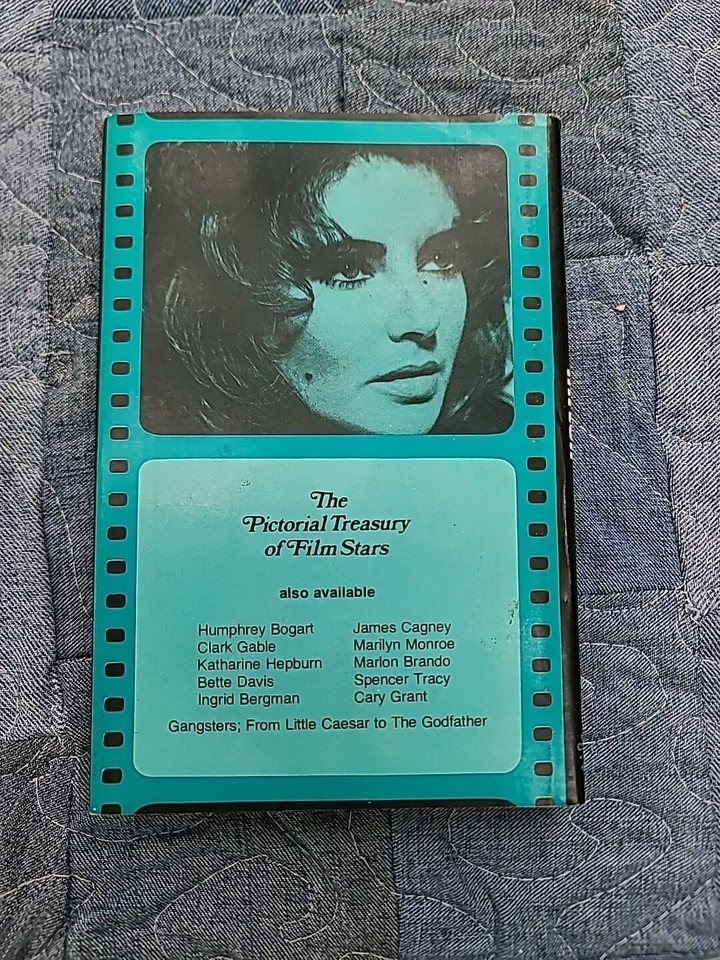 The
Pictorial Treasury
of Film Stars
also available
Humphrey Bogart
Clark Gable
Katharine Hepburn
Bette Davis
Ingrid Bergman
James Cagney
Marilyn Monroe
Marlon Brando
Spencer Tracy
Cary Grant
Gangsters; From Little Caesar to The Godfather